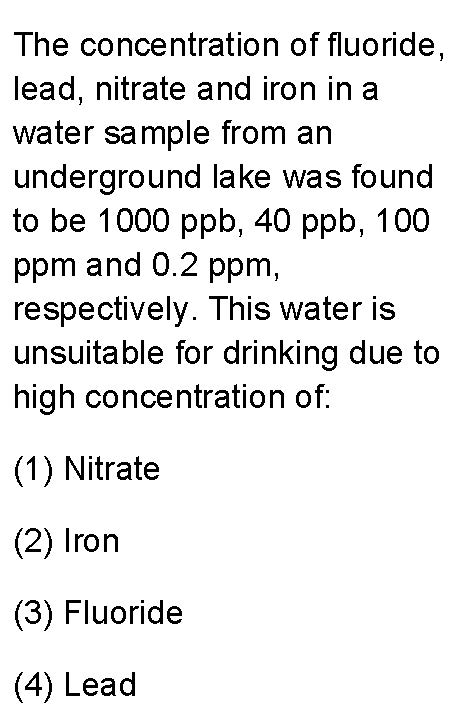 The concentration of fluoride,
lead, nitrate and iron in a
water sample from an
underground lake was found
to be 1000 ppb, 40 ppb, 100
ppm and 0.2 ppm,
respectively. This water is
unsuitable for drinking due to
high concentration of:
(1) Nitrate
(2) Iron
(3) Fluoride
(4) Lead